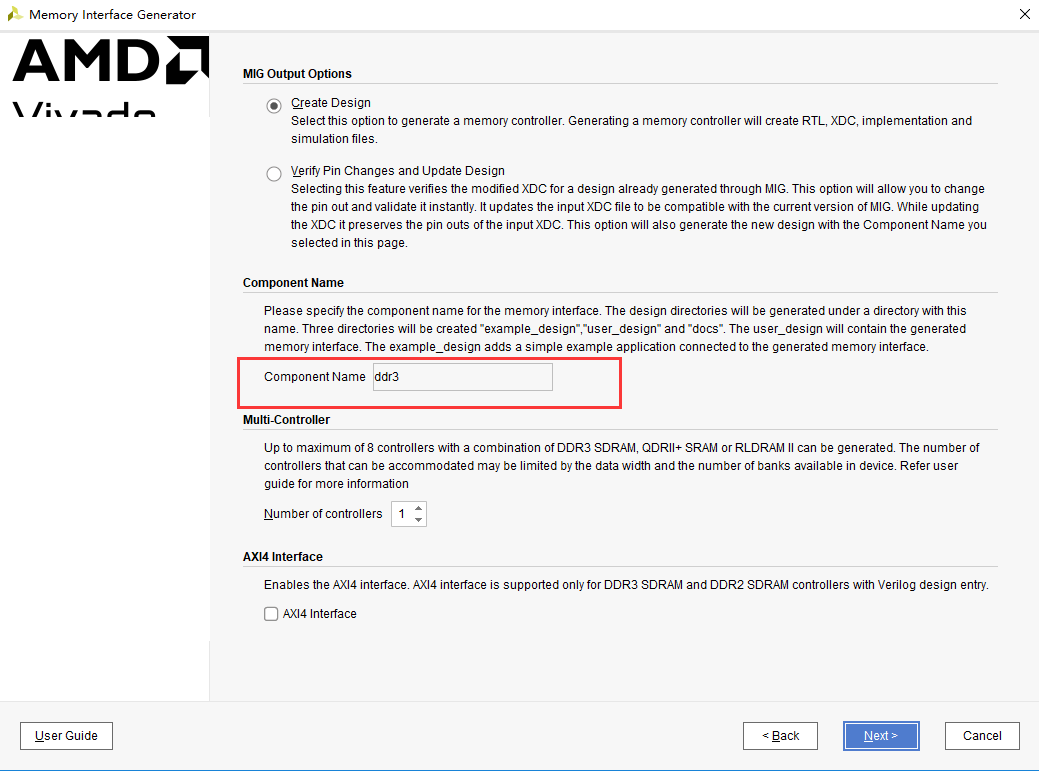 Memory Interface Generator
AMD
Vivado
MIG Output Options
Create Design
Select this option to generate a memory controller. Generating a memory controller will create RTL, XDC, implementation and
simulation files.
Verify Pin Changes and Update Design
Selecting this feature verifies the modified XDC for a design already generated through MIG. This option will allow you to change
the pin out and validate it instantly. It updates the input XDC file to be compatible with the current version of MIG. While updating
the XDC it preserves the pin outs of the input XDC. This option will also generate the new design with the Component Name you
selected in this page.
Component Name
Please specify the component name for the memory interface. The design directories will be generated under a directory with this
name. Three directories will be created "example_design","user_design" and "docs". The user_design will contain the generated
memory interface. The example_design adds a simple example application connected to the generated memory interface.
Component Name ddr3
Multi-Controller
Up to maximum of 8 controllers with a combination of DDR3 SDRAM, QDRII+ SRAM or RLDRAM II can be generated. The number of
controllers that can be accommodated may be limited by the data width and the number of banks available in device. Refer user
guide for more information
Number of controllers 1
AXI4 Interface
Enables the AXI4 interface. AXI4 interface is supported only for DDR3 SDRAM and DDR2 SDRAM controllers with Verilog design entry.
AXI4 Interface
User Guide < Back Next > Cancel